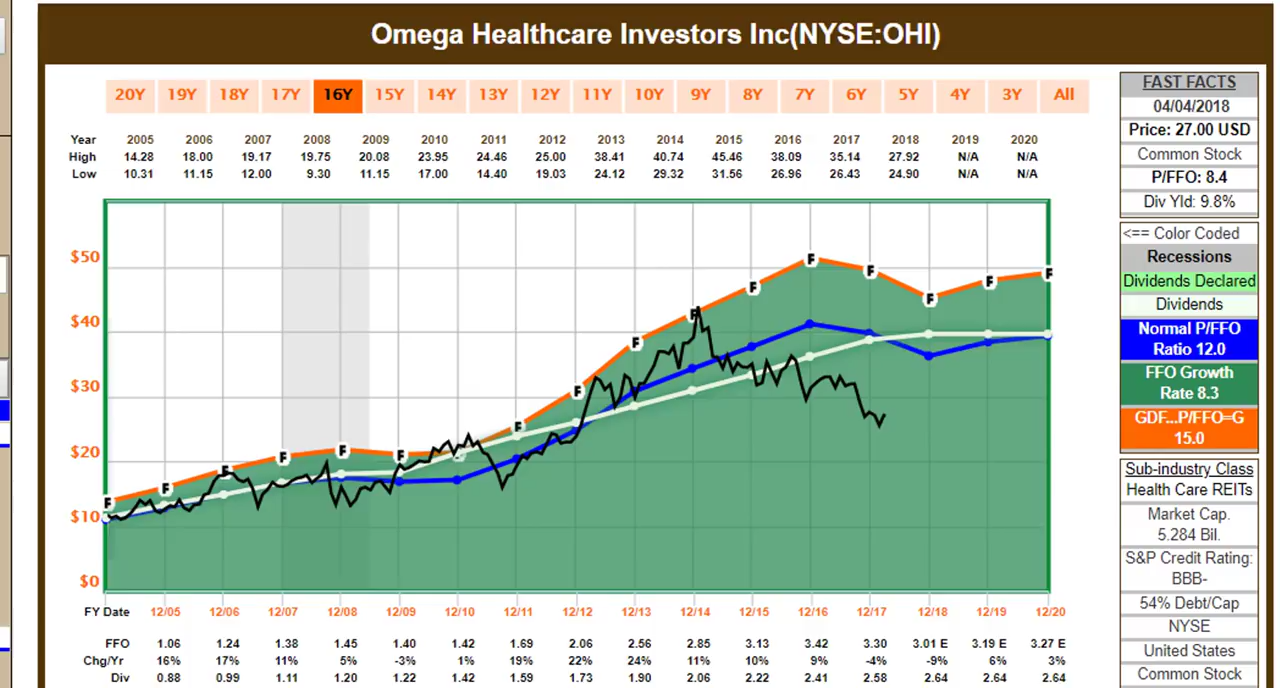 Omega Healthcare Investors Inc(NYSE:OHI)
20Y 19Y 18Y 17Y 16Y 15Y 14Y 13Y 12Y 11Y 10Y 9Y 8Y 7Y 6Y 5Y 4Y 3Y All
Year 2005 2006 2007 2008 2009 2010 2011 2012 2013 2014 2015 2016 2017 2018 2019 2020
High 14.28 18.00 19.17 19.75 20.08 23.95 24.46 25.00 38.41 40.74 45.46 38.09 35.14 27.92 N/A N/A
Low 10.31 11.15 12.00 9.30 11.15 17.00 14.40 19.03 24.12 29.32 31.56 26.96 26.43 24.90 N/A N/A
$50
$40
$30
$20
$10
$0
F F F F F F F F F F F F F F F F
FY Date 12/05 12/06 12/07 12/08 12/09 12/10 12/11 12/12 12/13 12/14 12/15 12/16 12/17 12/18 12/19 12/20
FFO 1.06 1.24 1.38 1.45 1.40 1.42 1.69 2.06 2.56 2.85 3.13 3.42 3.30 3.01 E 3.19 E 3.27 E
Chg/Yr 16% 17% 11% 5% -3% 1% 19% 22% 24% 11% 10% 9% -4% -9% 6% 3%
Div 0.88 0.99 1.11 1.20 1.22 1.42 1.59 1.73 1.90 2.06 2.22 2.41 2.58 2.64 2.64 2.64
FAST FACTS
04/04/2018
Price: 27.00 USD
Common Stock
P/FFO: 8.4
Div Yld: 9.8%
<== Color Coded
Recessions
Dividends Declared
Dividends
Normal P/FFO
Ratio 12.0
FFO Growth
Rate 8.3
GDF...P/FFO=G
15.0
Sub-industry Class
Health Care REITs
Market Cap.
5.284 Bil.
S&P Credit Rating:
BBB-
54% Debt/Cap
NYSE
United States
Common Stock